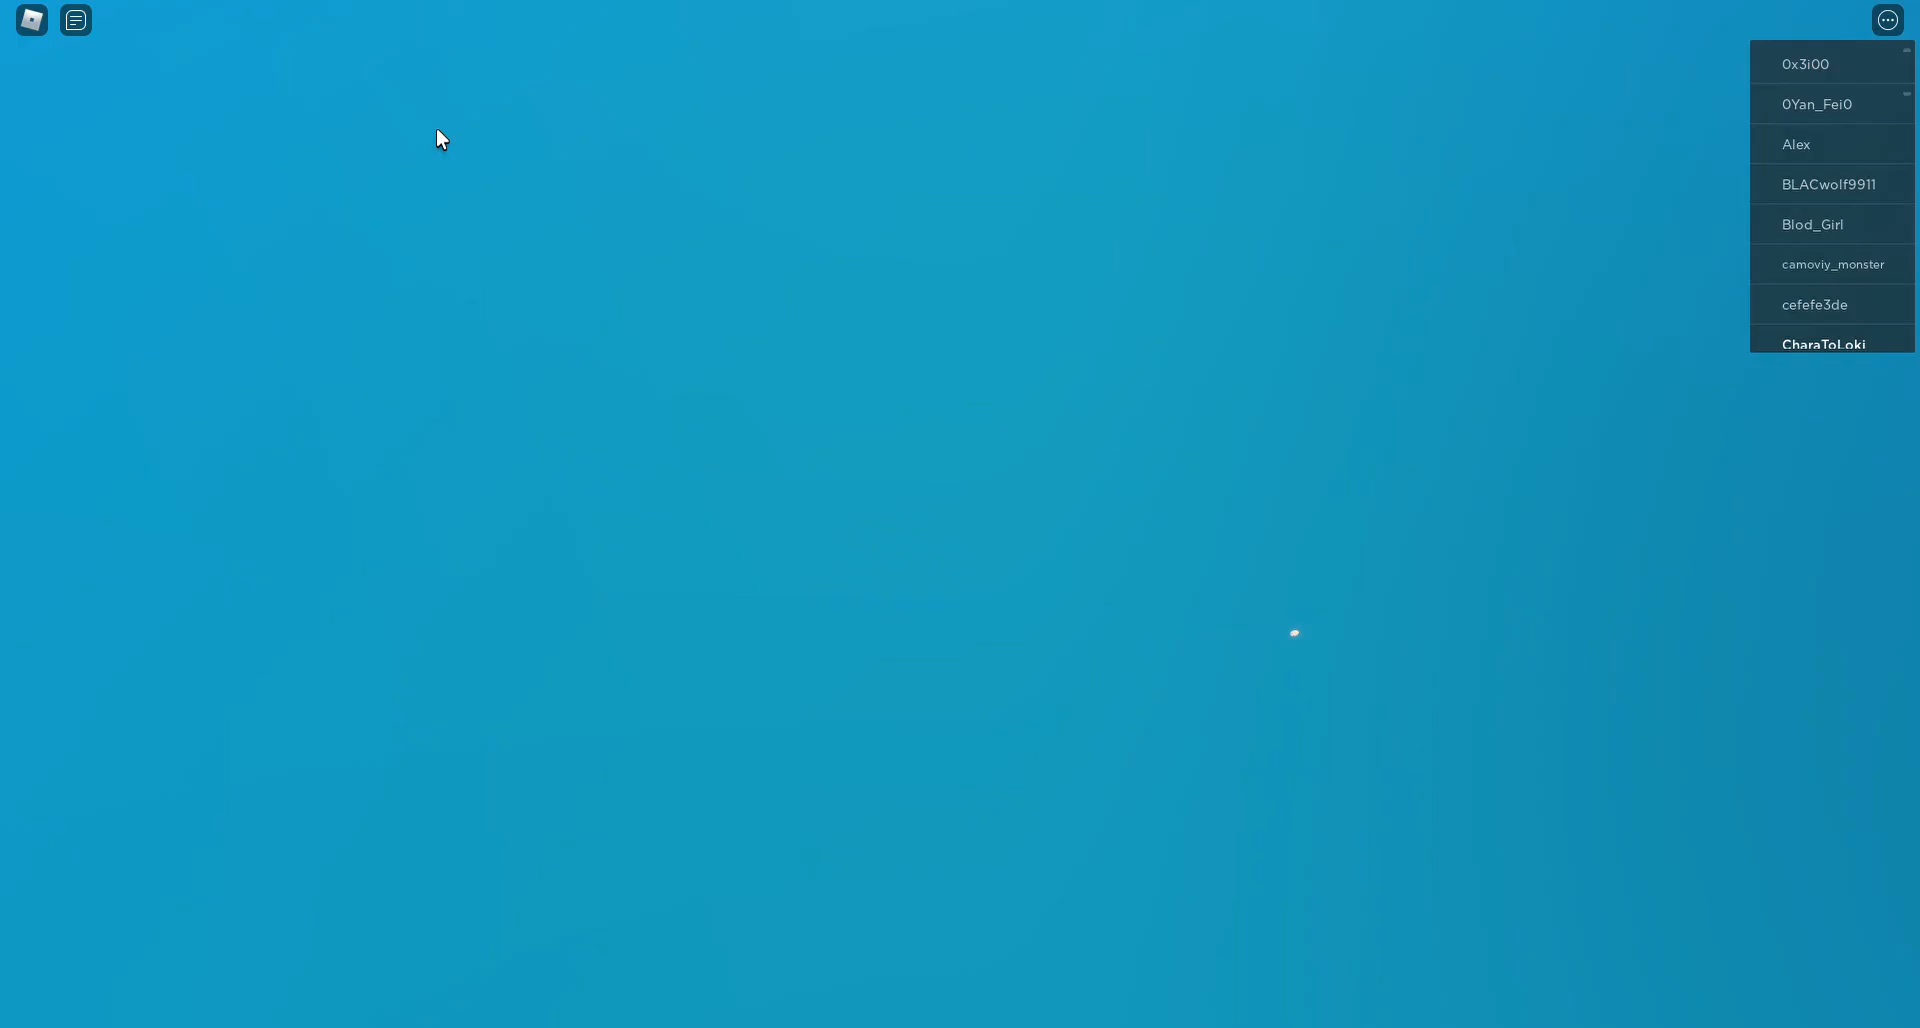 0x3i00
0Yan_Fei0
Alex
BLACwolf9911
Blod_Girl
camoviy_monster
cefefe3de
CharaToLoki